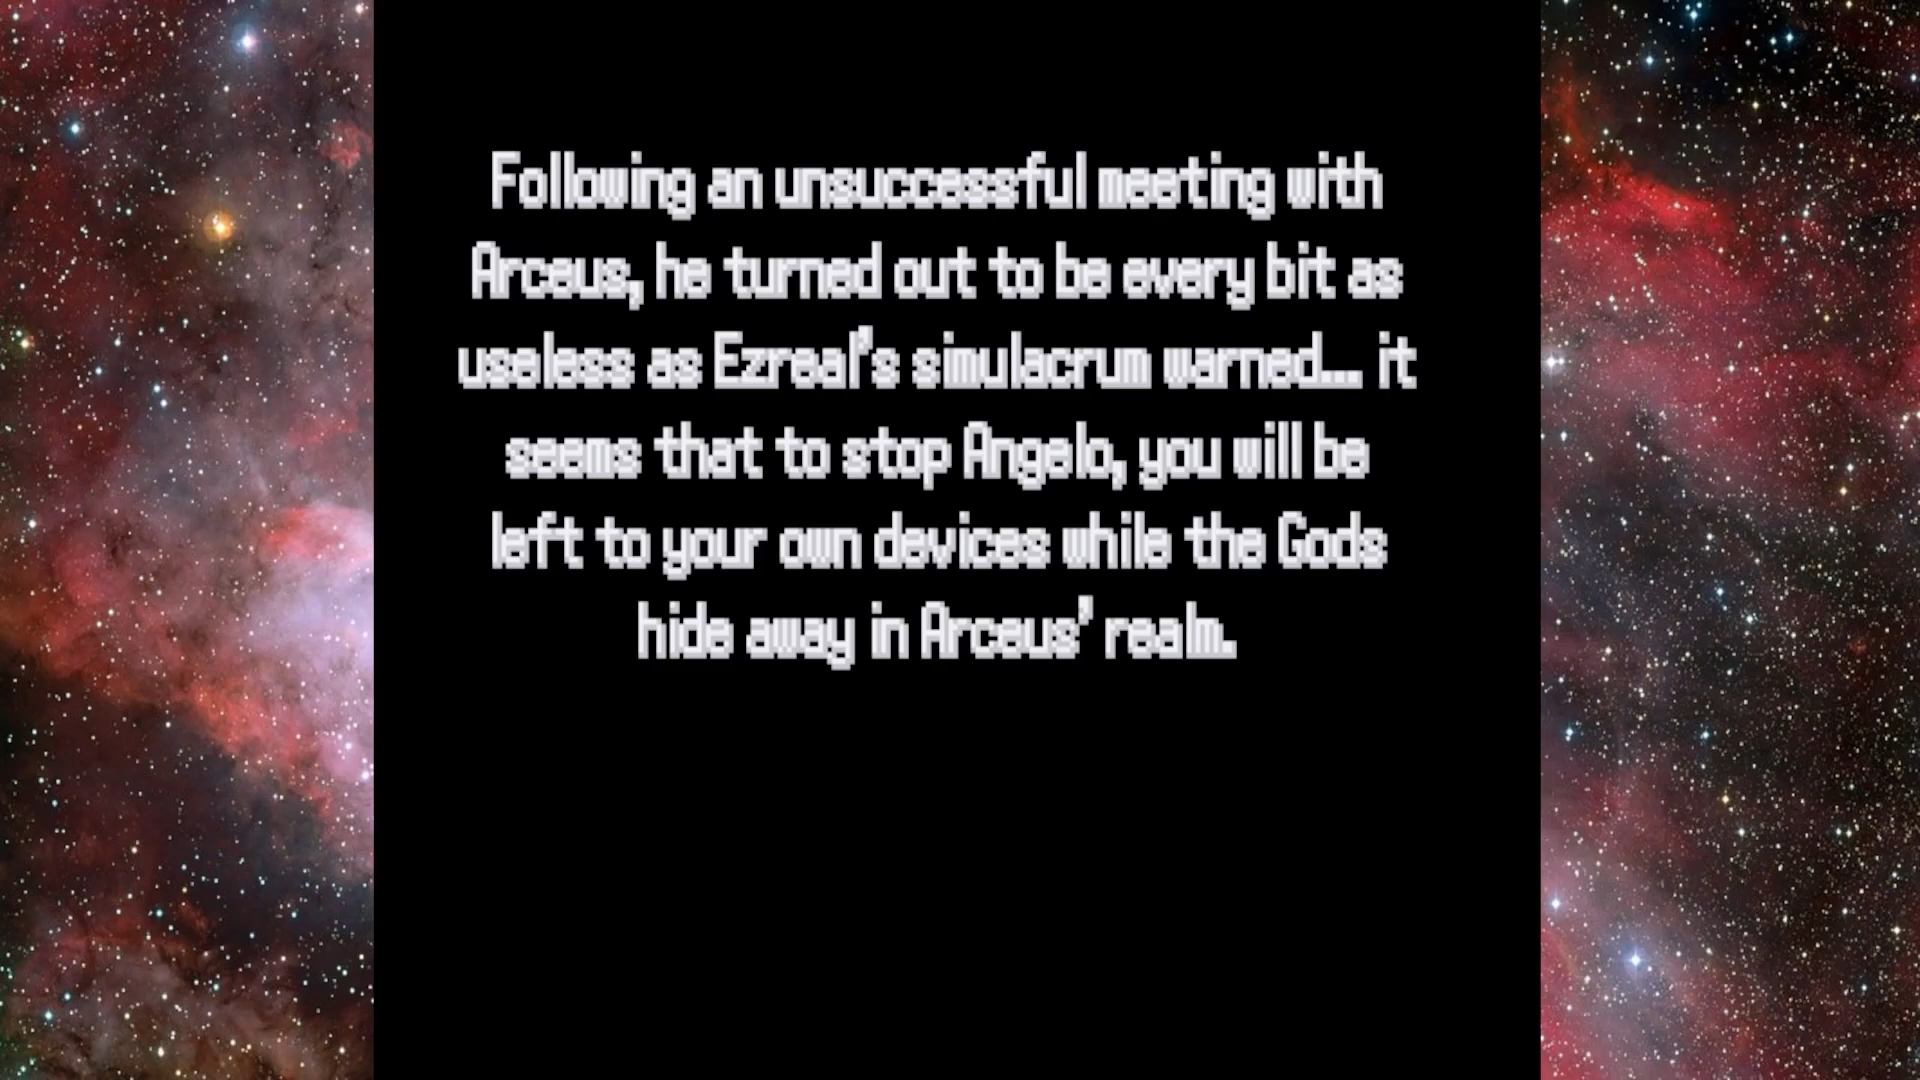 Following an unsuccessful meeting with
Arceus, he turned out to be every bit as
useless as Ezreal's simulacrum warned... it
seems that to stop Angelo, you will be
left to your own devices while the Gods
hide away in Arceus' realm.